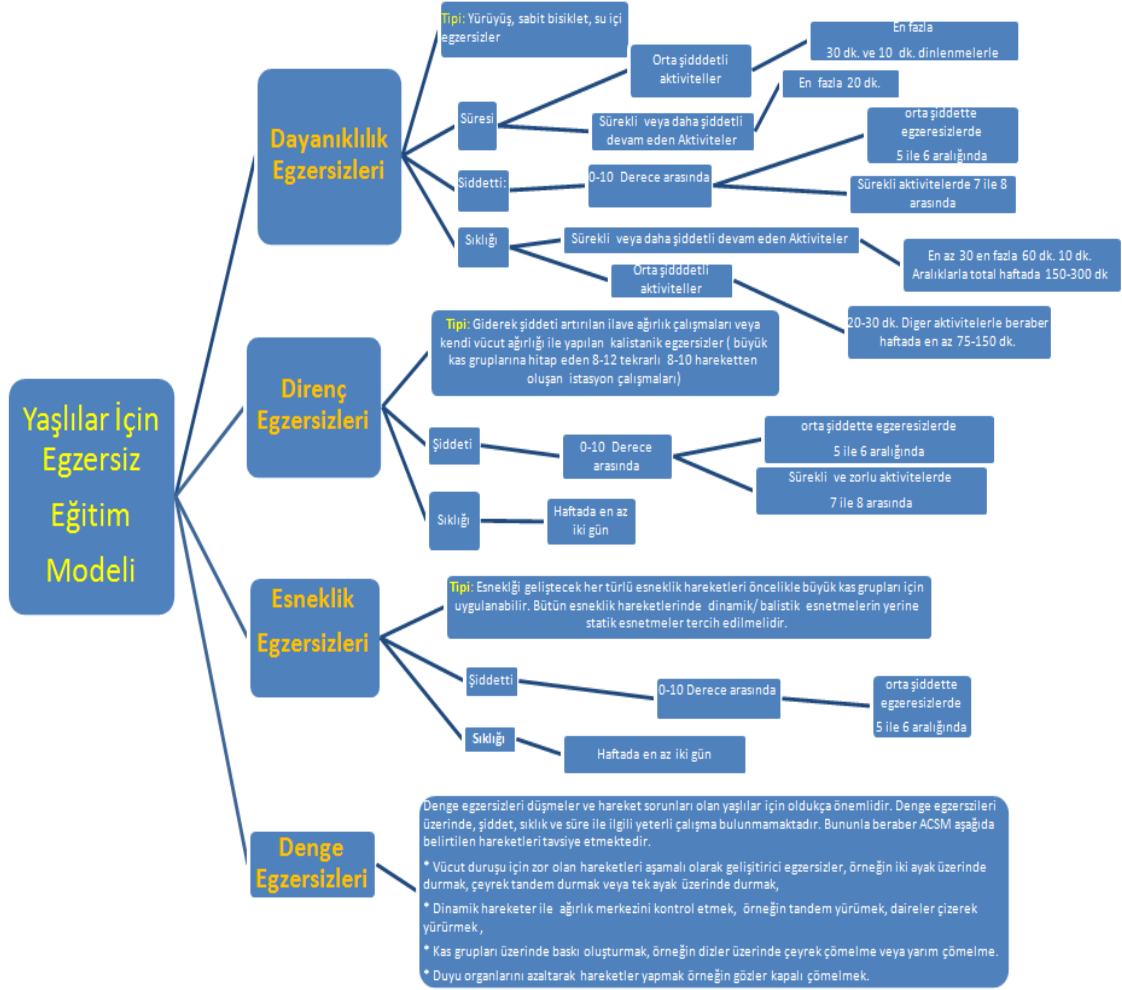 Yaşlılar İçin
Egzersiz
Eğitim
Modeli
Dayanıklılık
Egzersizleri
Tipi: Yürüyüş, sabit bisiklet, su içi
egzersizler
Süresi
Orta şidddetli
aktiviteller
En fazla
30 dk. ve 10 dk. dinlenmelerle
Sürekli veya daha şiddetli
devam eden Aktiviteler
En fazla 20 dk.
Şiddetti:
0-10 Derece arasında
orta şiddette
egzeresizlerde
5 ile 6 aralığında
Sürekli aktivitelerde 7 ile 8
arasında
Sıklığı
Sürekli veya daha şiddetli devam eden Aktiviteler
En az 30 en fazla 60 dk. 10 dk.
Aralıklarla total haftada 150-300 dk
Orta şidddetli
aktiviteller
20-30 dk. Diger aktivitelerle beraber
haftada en az 75-150 dk.
Direnç
Egzersizleri
Tipi: Giderek şiddeti artırılan ilave ağırlık çalışmaları veya
kendi vücut ağırlığı ile yapılan kalistanik egzersizler ( büyük
kas gruplarına hitap eden 8-12 tekrarlı 8-10 hareketten
oluşan istasyon çalışmaları)
Şiddeti
0-10 Derece
arasında
orta şiddette egzeresizlerde
5 ile 6 aralığında
Sürekli ve zorlu aktivitelerde
7 ile 8 arasında
Sıklığı
Haftada en az
iki gün
Esneklik
Egzersizleri
Tipi: Esneklği geliştecek her türlü esneklik hareketleri öncelikle büyük kas grupları için
uygulanabilir. Bütün esneklik hareketlerinde dinamik/ balistik esnetmelerin yerine
statik esnetmeler tercih edilmelidir.
Şiddetti
0-10 Derece arasında
orta şiddette
egzeresizlerde
5 ile 6 aralığında
Sıklığı
Haftada en az iki gün
Denge
Egzersizleri
Denge egzersizleri düşmeler ve hareket sorunları olan yaşlılar için oldukça önemlidir. Denge egzerszileri
üzerinde, şiddet, sıklık ve süre ile ilgili yeterli çalışma bulunmamaktadır. Bununla beraber ACSM aşağıda
belirtilen hareketleri tavsiye etmektedir.
* Vücut duruşu için zor olan hareketleri aşamalı olarak gelişitirici egzersizler, örneğin iki ayak üzerinde
durmak, çeyrek tandem durmak veya tek ayak üzerinde durmak,
* Dinamik hareketer ile ağırlık merkezini kontrol etmek, örneğin tandem yürümek, daireler çizerek
yürürmek ,
* Kas grupları üzerinde baskı oluşturmak, örneğin dizler üzerinde çeyrek çömelme veya yarım çömelme.
* Duyu organlarını azaltarak hareketler yapmak örneğin gözler kapalı çömelmek.